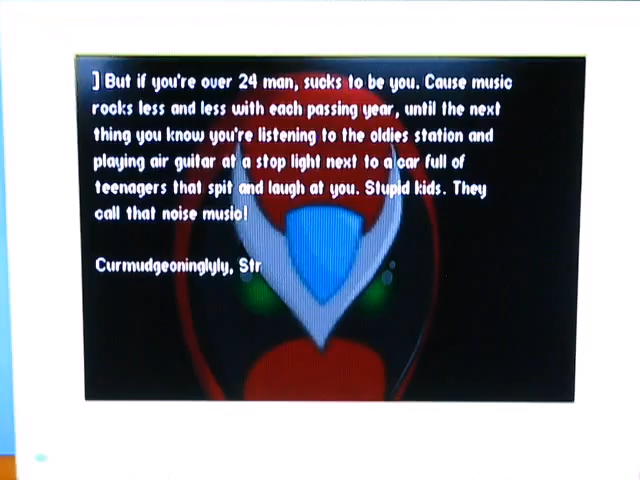 ] But if you're over 24 man, sucks to be you. Cause music
rocks less and less with each passing year, until the next
thing you know you're listening to the oldies station and
playing air guitar at a stop light next to a car full of
teenagers that spit and laugh at you. Stupid kids. They
call that noise music!
Curmudgeoninglyly, Str